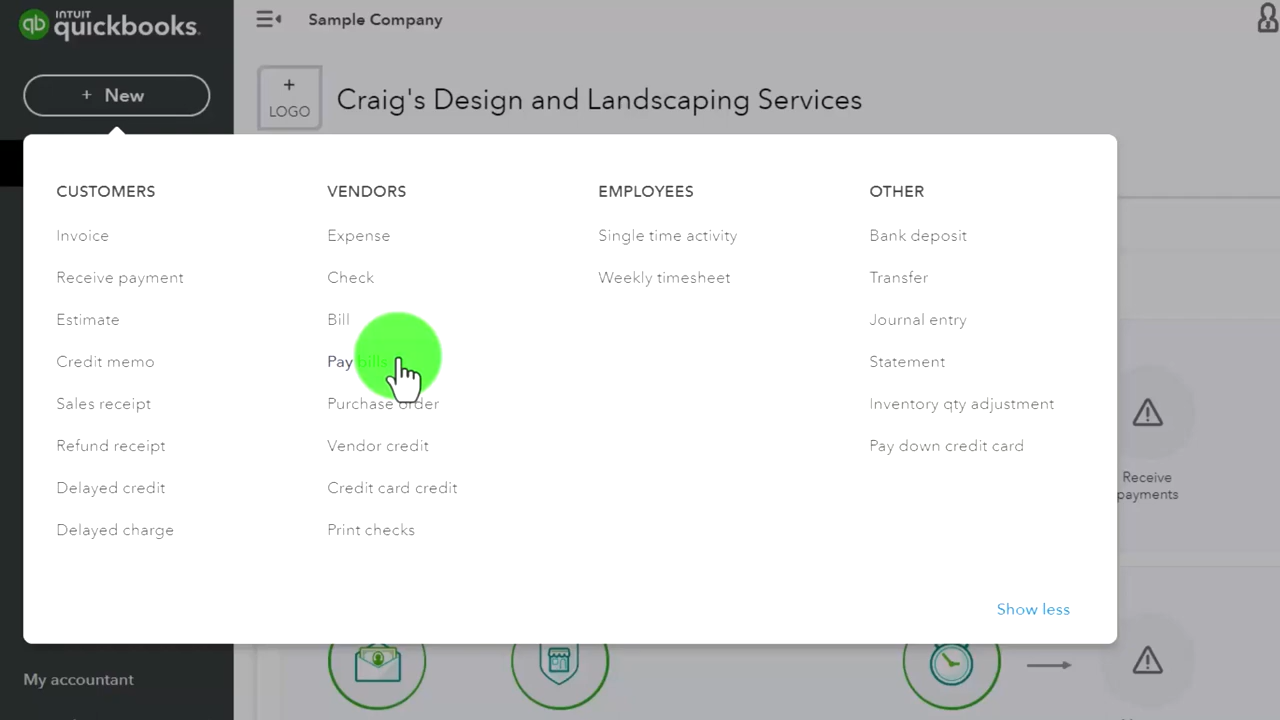 INTUIT
quickbooks.
qb
Sample Company
+ New
+
LOGO
Craig's Design and Landscaping Services
CUSTOMERS
Invoice
Receive payment
Estimate
Credit memo
Sales receipt
Refund receipt
Delayed credit
Delayed charge
VENDORS
Expense
Check
Bill
Pay bills
Purchase order
Vendor credit
Credit card credit
Print checks
EMPLOYEES
Single time activity
Weekly timesheet
OTHER
Bank deposit
Transfer
Journal entry
Statement
Inventory qty adjustment
Pay down credit card
Show less
Receive
payments
My accountant